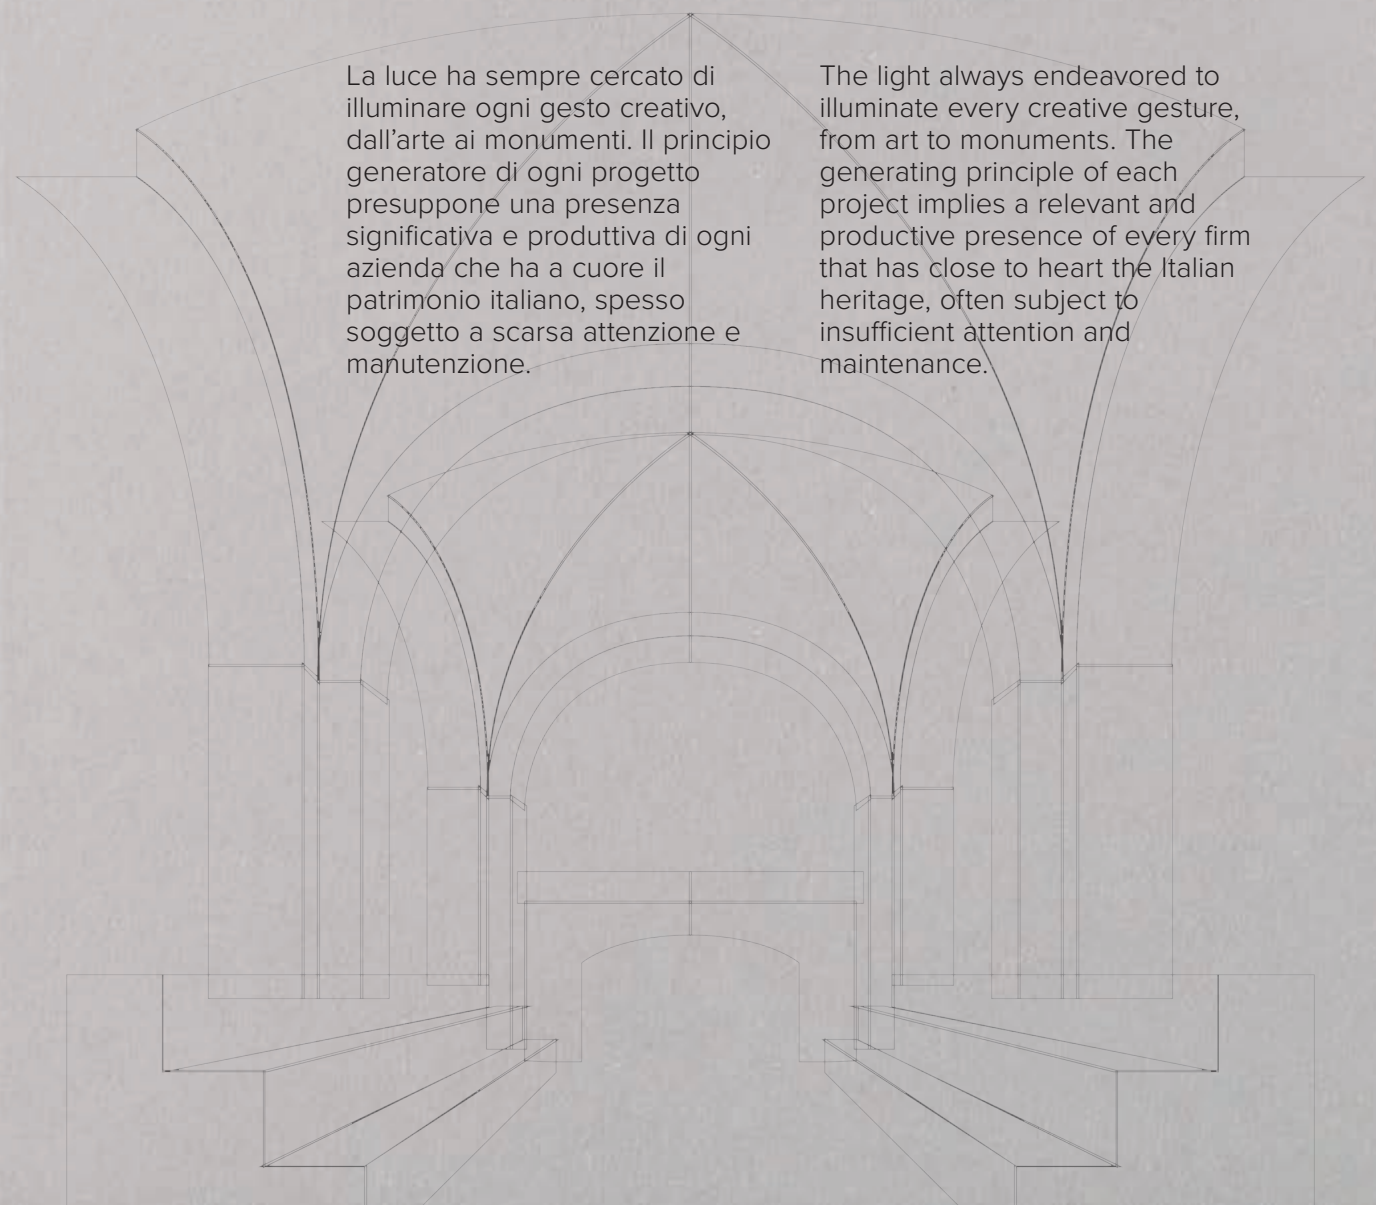 La luce ha sempre cercato di
illuminare ogni gesto creativo,
dall’arte ai monumenti. Il principio
generatore di ogni progetto
presuppone una presenza
significativa e produttiva di ogni
azienda che ha a cuore il
patrimonio italiano, spesso
soggetto a scarsa attenzione e
manutenzione.
The light always endeavored to
illuminate every creative gesture,
from art to monuments. The
generating principle of each
project implies a relevant and
productive presence of every firm
that has close to heart the Italian
heritage, often subject to
insufficient attention and
maintenance.